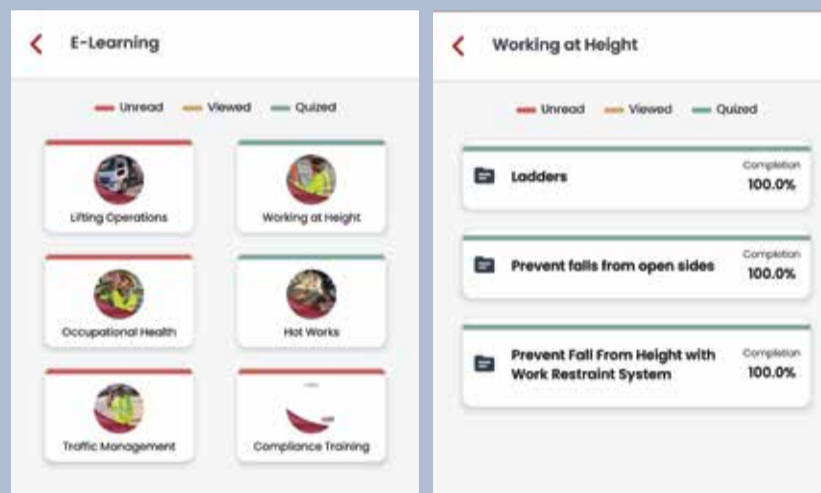 E-Learning
Unread Viewed Quized
Lifting Operations Working at Height
Occupational Health Hot Works
Traffic Management Compliance Training
Working at Height
Unread Viewed Quized
Ladders
Completion
100.0%
Prevent falls from open sides
Completion
100.0%
Prevent Fall From Height with
Work Restraint System
Completion
100.0%